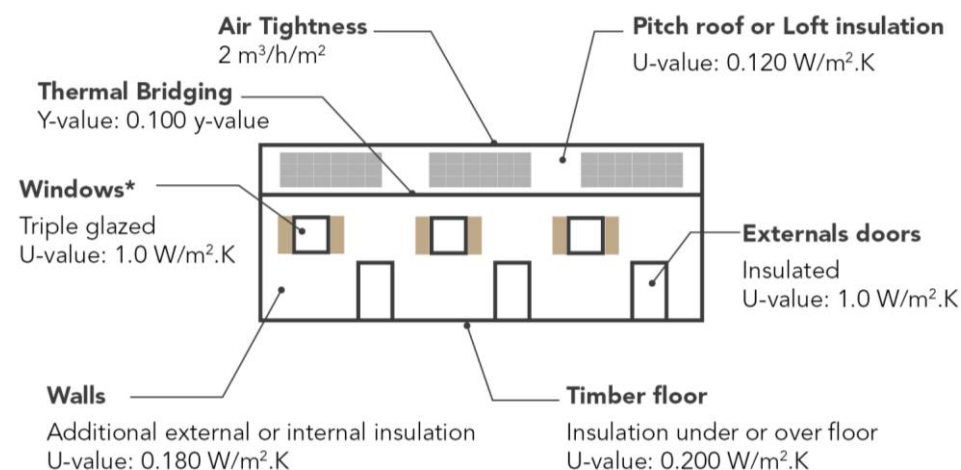 Air Tightness
2 m³/h/m²
Pitch roof or Loft insulation
U-value: 0.120 W/m².K
Thermal Bridging
Y-value: 0.100 y-value
Windows*
Triple glazed
U-value: 1.0 W/m².K
Externals doors
Insulated
U-value: 1.0 W/m².K
Walls
Additional external or internal insulation
U-value: 0.180 W/m².K
Timber floor
Insulation under or over floor
U-value: 0.200 W/m².K